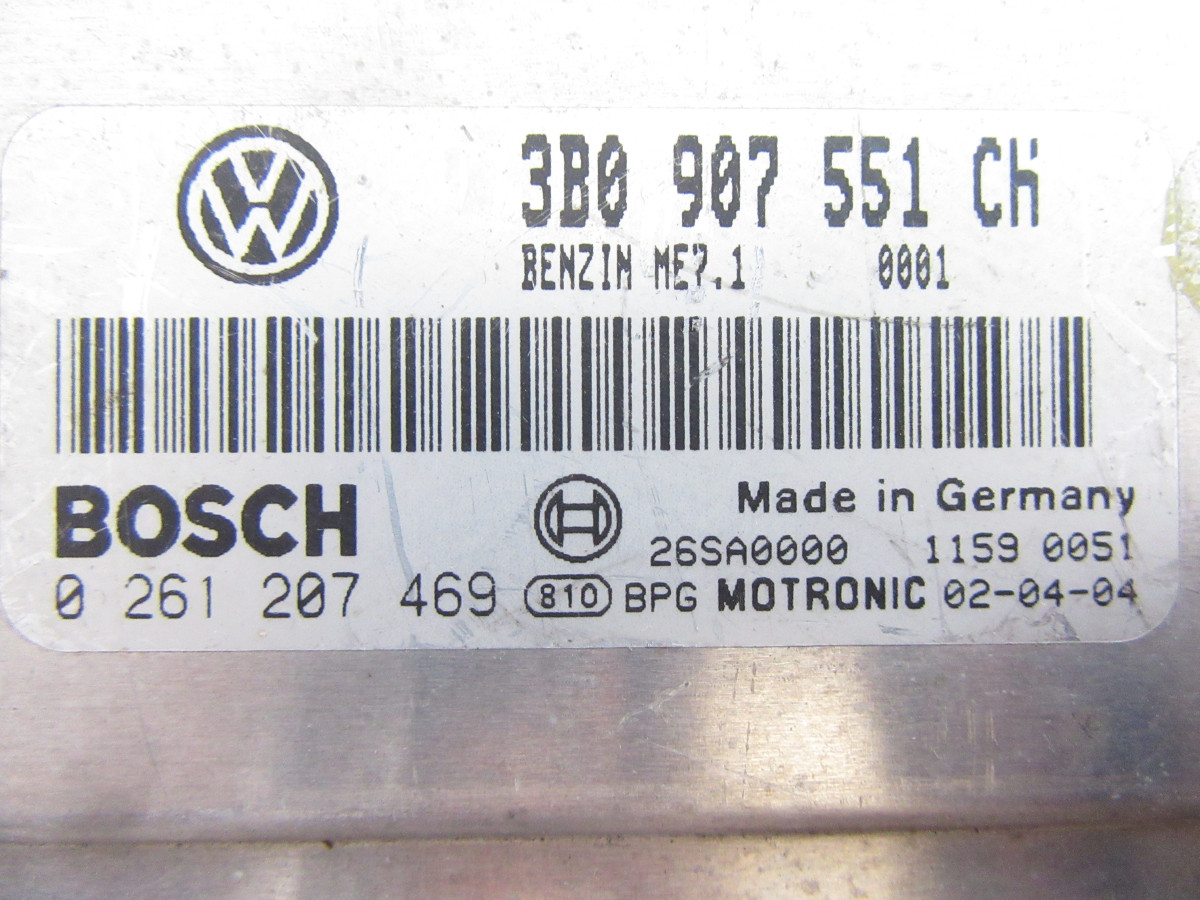 3B0 907 551 CH
BENZIN ME7.1 0001
BOSCH
Made in Germany
26SA0000 1159 0051
0 261 207 469 810 BPG MOTRONIC 02-04-04